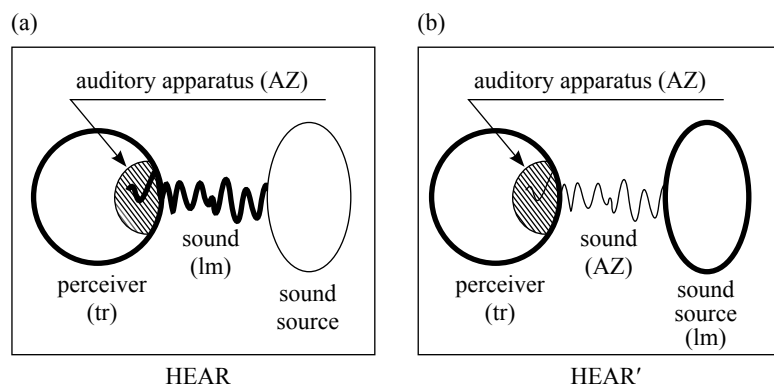 (a)
auditory apparatus (AZ)
sound
(lm)
perceiver
(tr)
sound
source
HEAR
(b)
auditory apparatus (AZ)
sound
(AZ)
perceiver
(tr)
sound
source
(lm)
HEAR′